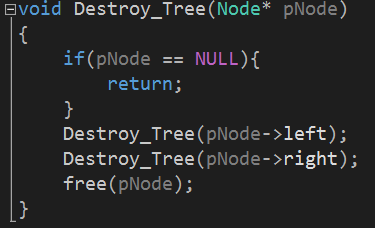 void Destroy_Tree(Node* pNode)
{
    if(pNode == NULL){
        return;
    }
    Destroy_Tree(pNode->left);
    Destroy_Tree(pNode->right);
    free(pNode);
}